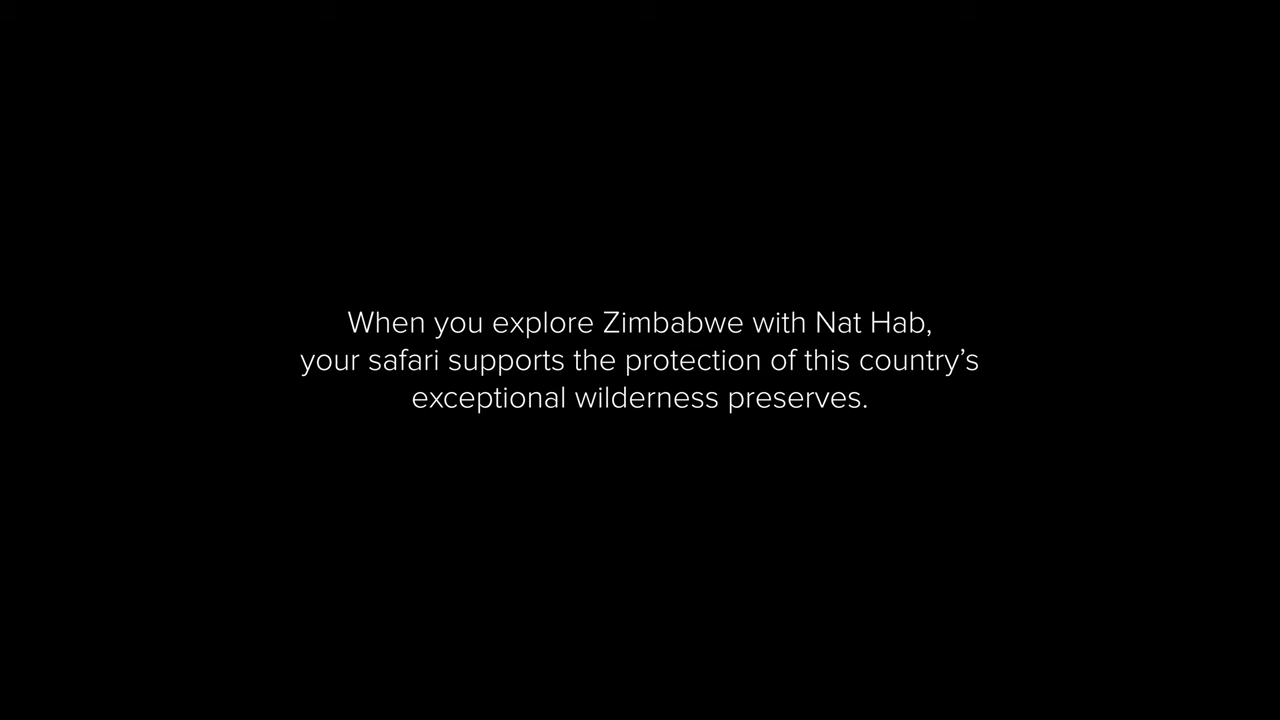 When you explore Zimbabwe with Nat Hab,
your safari supports the protection of this country’s
exceptional wilderness preserves.